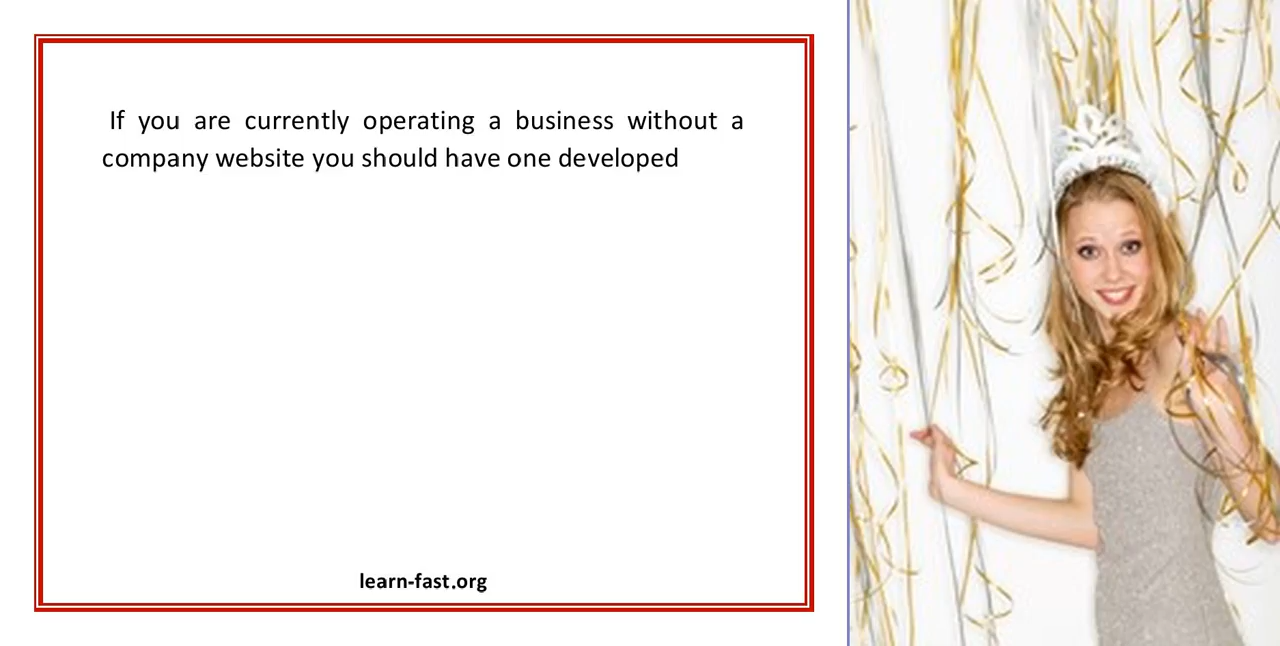 If you are currently operating a business without a
company website you should have one developed
learn-fast.org